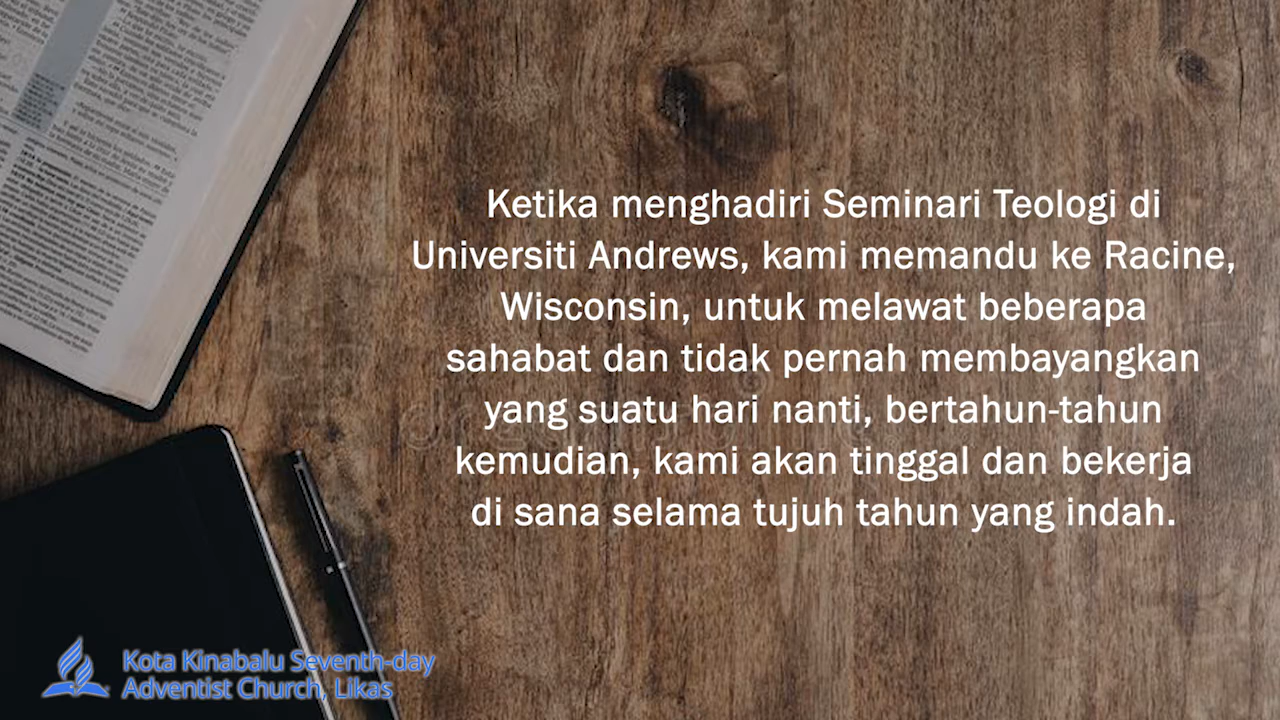 Ketika menghadiri Seminari Teologi di
Universiti Andrews, kami memandu ke Racine,
Wisconsin, untuk melawat beberapa
sahabat dan tidak pernah membayangkan
yang suatu hari nanti, bertahun-tahun
kemudian, kami akan tinggal dan bekerja
di sana selama tujuh tahun yang indah.
Kota Kinabalu Seventh-day
Adventist Church, Likas